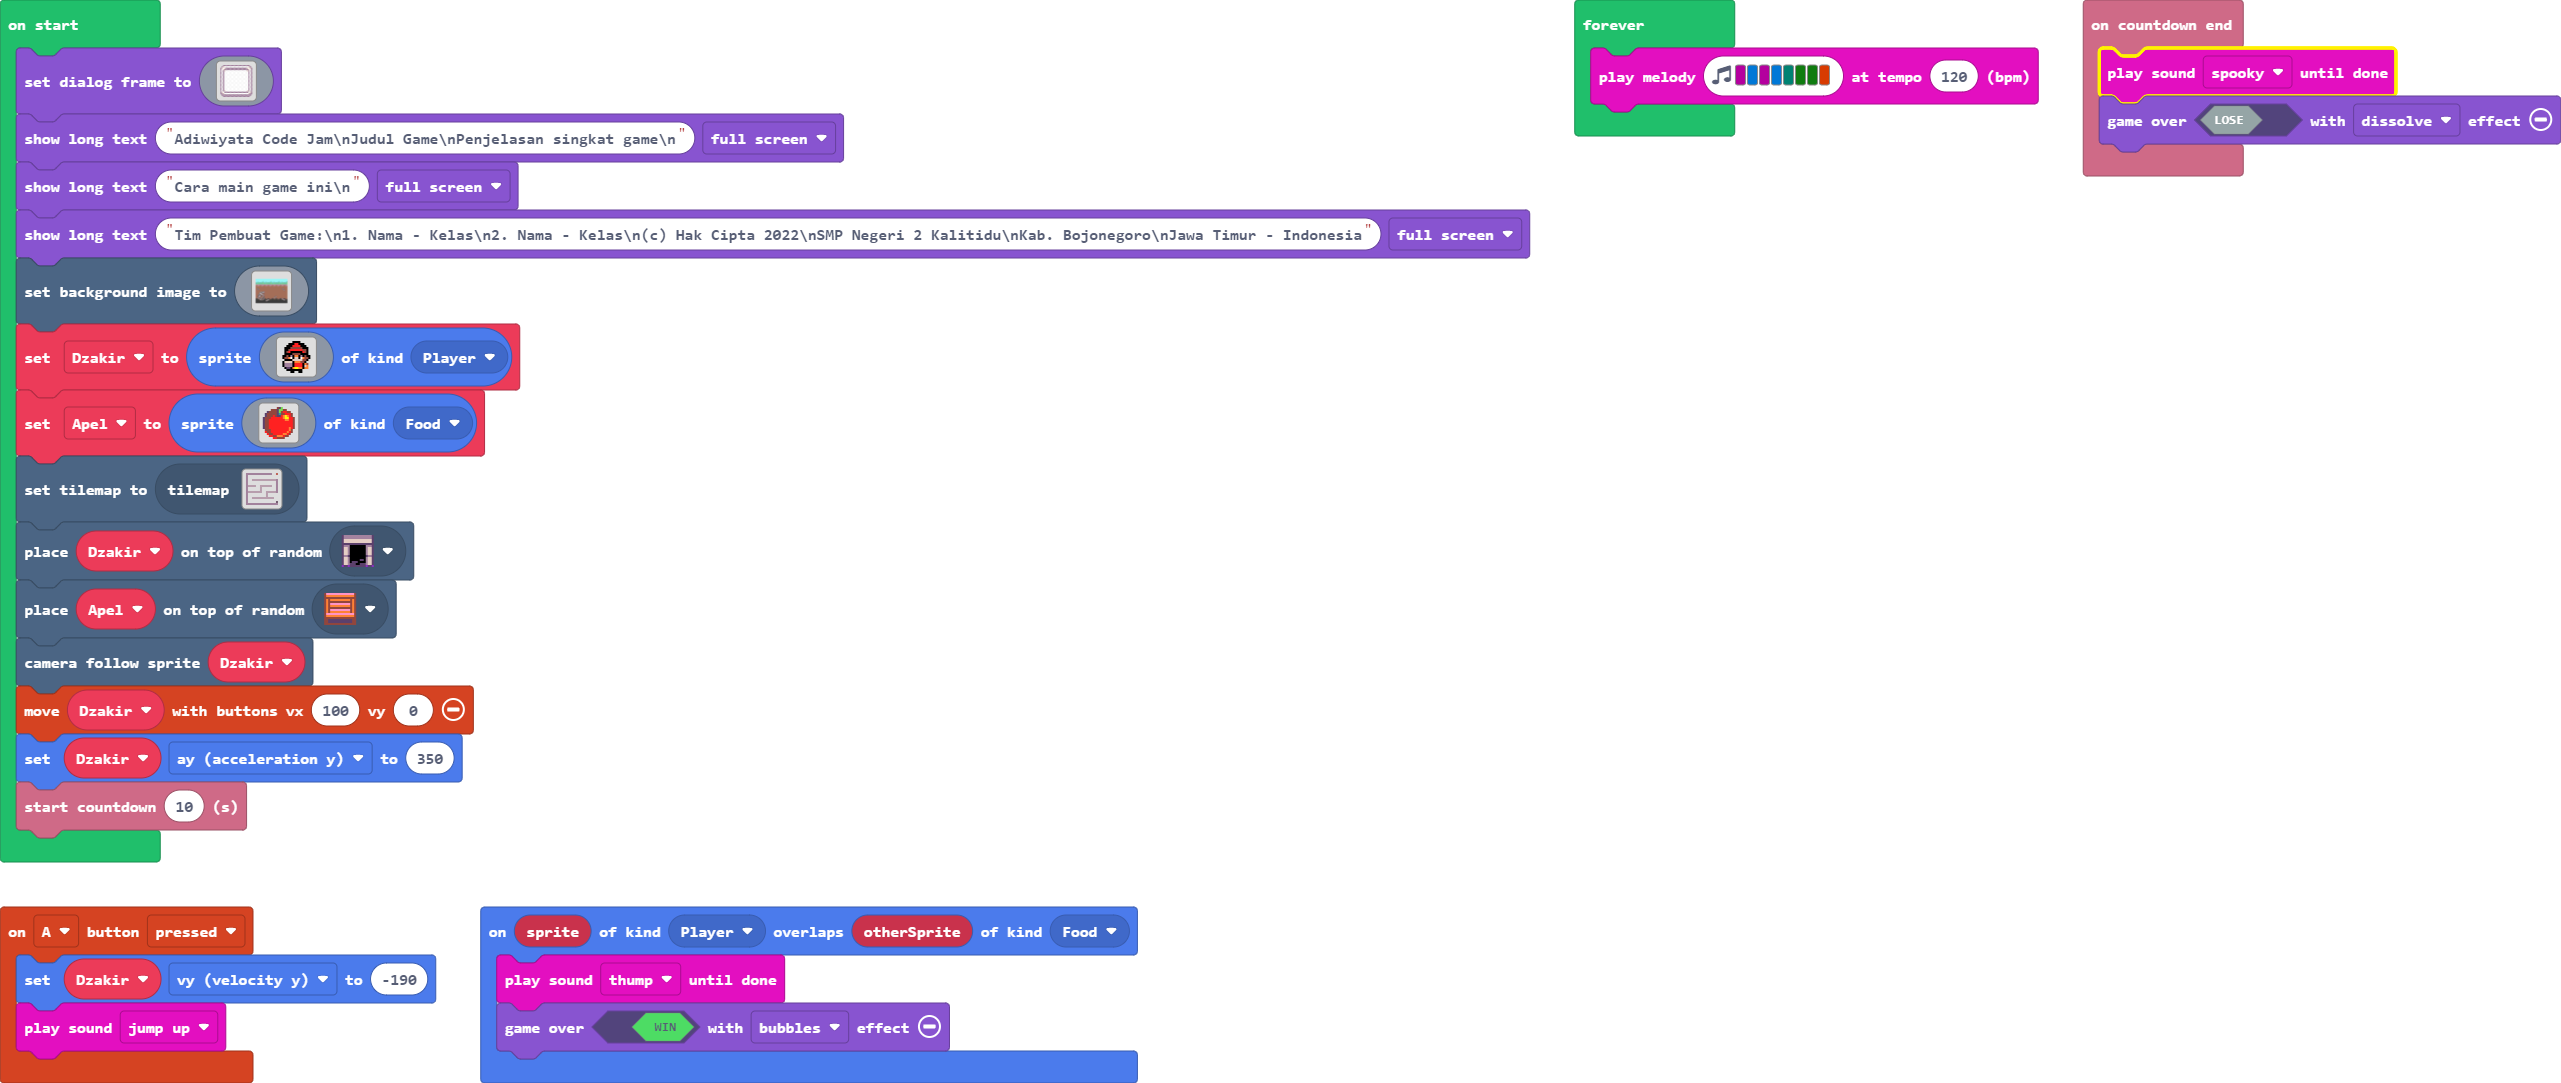 on start
set dialog frame to
show long text "Adiwiyata Code Jam\nJudul Game\nPenjelasan singkat game\n" full screen
show long text "Cara main game ini\n" full screen
show long text "Tim Pembuat Game:\n1. Nama - Kelas\n2. Nama - Kelas\n(c) Hak Cipta 2022\nSMP Negeri 2 Kalitidu\nKab. Bojonegoro\nJawa Timur - Indonesia" full screen
set background image to
set Dzakir to sprite of kind Player
set Apel to sprite of kind Food
set tilemap to tilemap
place Dzakir on top of random
place Apel on top of random
camera follow sprite Dzakir
move Dzakir with buttons vx 100 vy 0
set Dzakir ay (acceleration y) to 350
start countdown 10 (s)
forever
play melody at tempo 120 (bpm)
on countdown end
play sound spooky until done
game over LOSE with dissolve effect
on A button pressed
set Dzakir vy (velocity y) to -190
play sound jump up
on sprite of kind Player overlaps otherSprite of kind Food
play sound thump until done
game over WIN with bubbles effect